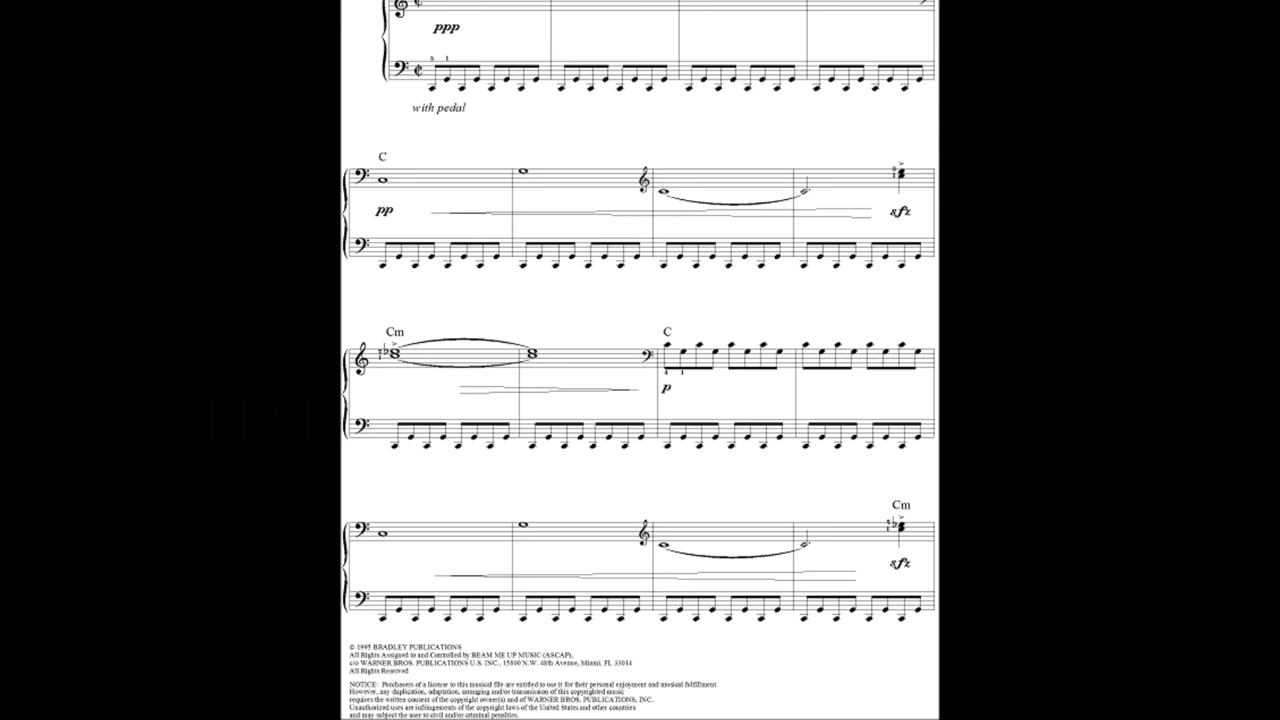 ppp
5 1
with pedal
C
pp
sfz
Cm
C
4 1
p
Cm
sfz
© 1995 BRADLEY PUBLICATIONS
All Rights Assigned to and Controlled by BEAM ME UP MUSIC (ASCAP),
c/o WARNER BROS. PUBLICATIONS U.S. INC., 15800 N.W. 48th Avenue, Miami, FL 33014
All Rights Reserved
NOTICE: Purchasers of a license to this musical file are entitled to use it for their personal enjoyment and musical fulfillment.
However, any duplication, adaptation, arranging and/or transmission of this copyrighted music
requires the written consent of the copyright owner(s) and of WARNER BROS. PUBLICATIONS, INC.
Unauthorized uses are infringements of the copyright laws of the United States and other countries
and may subject the user to civil and/or criminal penalties.